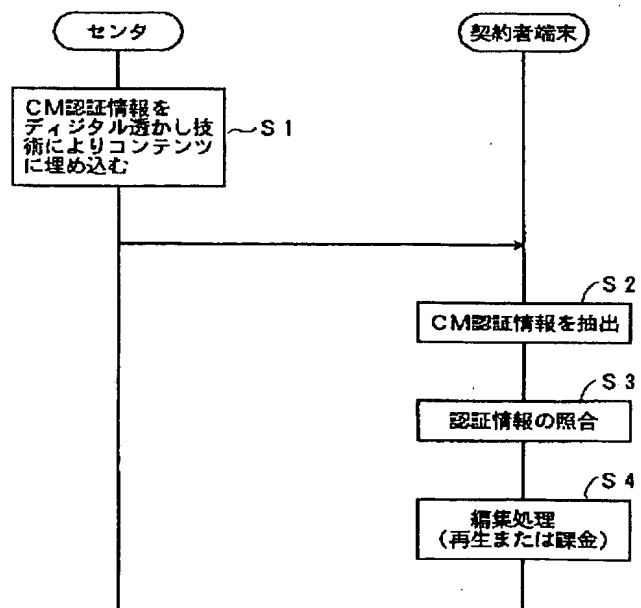 センタ
契約者端末
CM認証情報を
ディジタル透かし技
術によりコンテンツ
に埋め込む
S1
S2
CM認証情報を抽出
S3
認証情報の照合
S4
編集処理
(再生または課金)